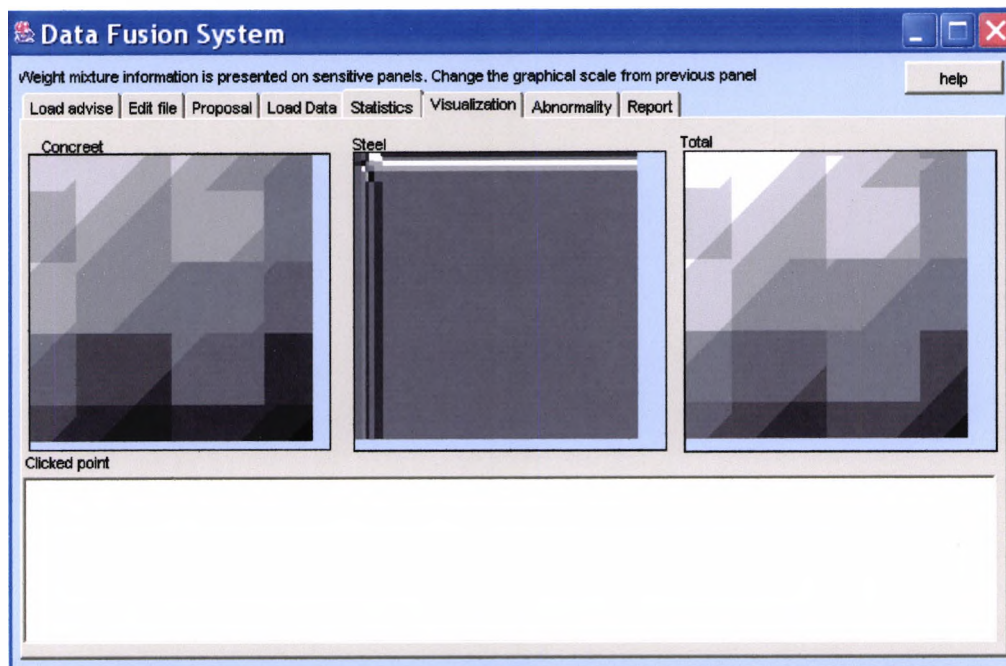 Data Fusion System
Weight mixture information is presented on sensitive panels. Change the graphical scale from previous panel
help
Load advise Edit file Proposal Load Data Statistics Visualization Abnormality Report
Concreet Steel Total
Clicked point